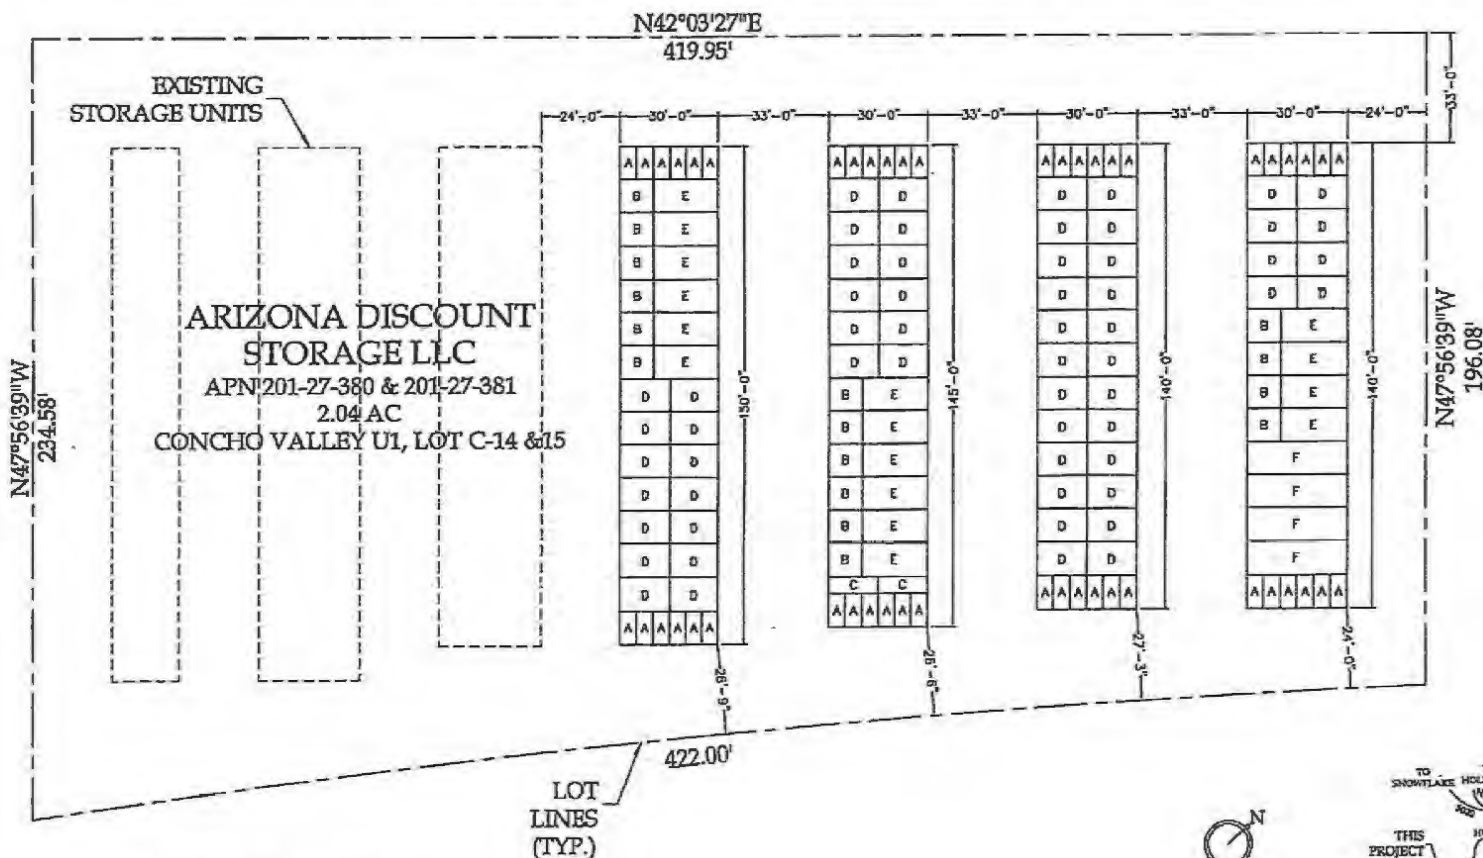 N42°03'27"E
419.95'
EXISTING
STORAGE UNITS
24'-0" 30'-0" 33'-0" 30'-0" 33'-0" 30'-0" 33'-0" 30'-0" 24'-0"
33'-0"
A A A A A A A A A A A A A A A A A A A A A A A A
B E D D D D D D
B E D D D D D D
B E D D D D D D
B E D D D D D D
B E D D D D B E
B E D D D D B E
D D B E D D B E
D D B E D D B E
D D B E D D F
D D B E D D F
D D B E D D F
D D B E D D F
D D C C
A A A A A A A A A A A A A A A A A A A A A A A A
150'-0"
145'-0"
140'-0"
140'-0"
ARIZONA DISCOUNT
STORAGE LLC
APN 201-27-380 & 201-27-381
2.04 AC
CONCHO VALLEY U1, LOT C-14 &15
N47°56'39"W
234.58'
N47°56'39"W
196.08'
26'-9"
27'-3"
24'-0"
422.00'
LOT
LINES
(TYP.)
N
TO
SNOWFLAKE
THIS
PROJECT